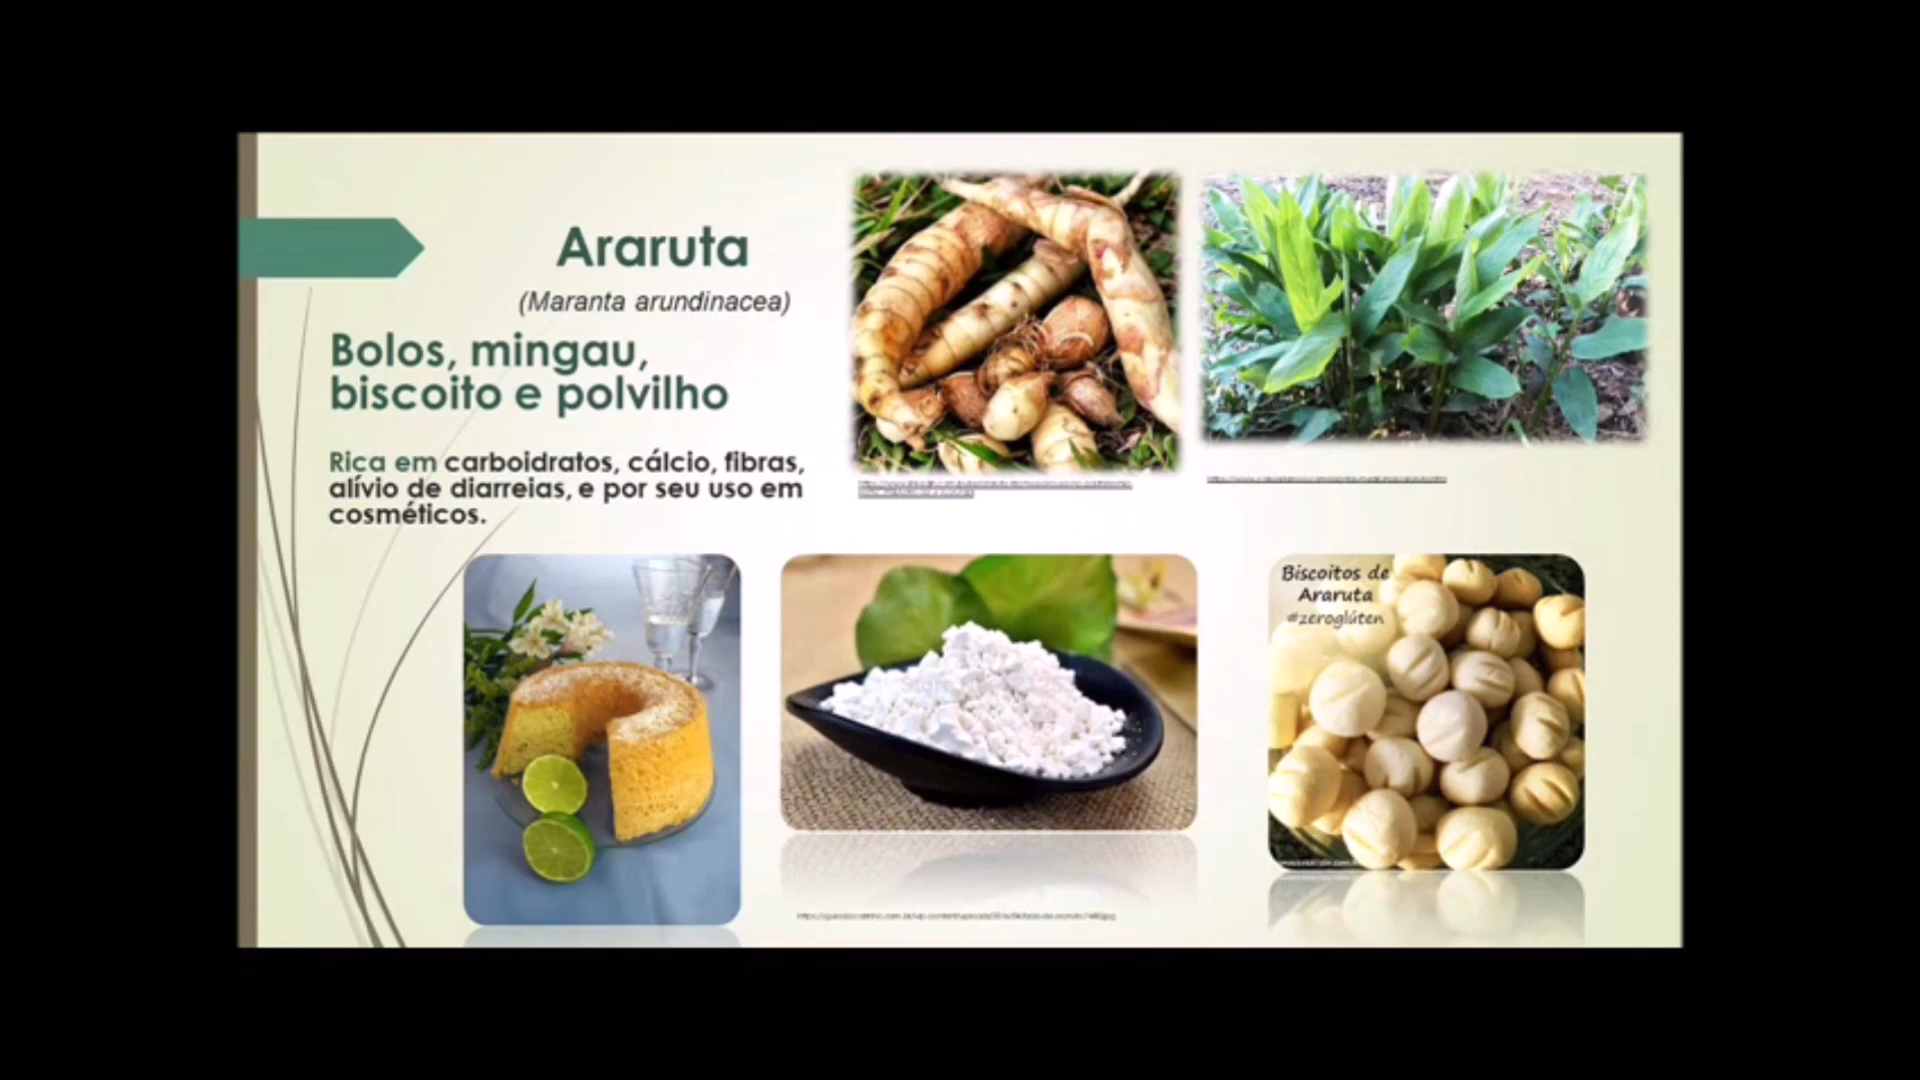 Araruta
(Maranta arundinacea)
Bolos, mingau,
biscoito e polvilho
Rica em carboidratos, cálcio, fibras,
alívio de diarreias, e por seu uso em
cosméticos.
Biscoitos de
Araruta
#zeroglúten